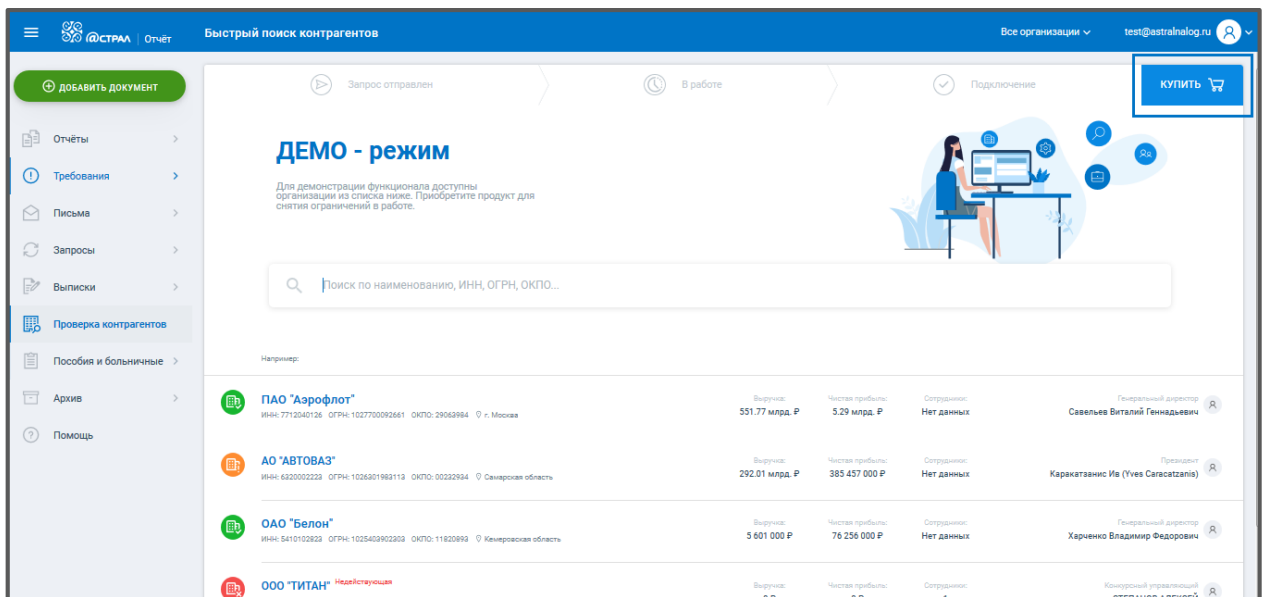 @СТРАЛ | Отчёт
Быстрый поиск контрагентов
Все организации
test@astralnalog.ru
ДОБАВИТЬ ДОКУМЕНТ
Отчёты
Требования
Письма
Запросы
Выписки
Проверка контрагентов
Пособия и больничные
Архив
Помощь
Запрос отправлен
В работе
Подключение
КУПИТЬ
ДЕМО - режим
Для демонстрации функционала доступны
организации из списка ниже. Приобретите продукт для
снятия ограничений в работе.
Поиск по наименованию, ИНН, ОГРН, ОКПО...
Например:
ПАО "Аэрофлот"
ИНН: 7712040126 ОГРН: 1027700092661 ОКПО: 29063984 г. Москва
Выручка:
551.77 млрд. ₽
Чистая прибыль:
5.29 млрд. ₽
Сотрудники:
Нет данных
Генеральный директор
Савельев Виталий Геннадьевич
АО "АВТОВАЗ"
ИНН: 6320002223 ОГРН: 1026301983113 ОКПО: 00232934 Самарская область
Выручка:
292.01 млрд. ₽
Чистая прибыль:
385 457 000 ₽
Сотрудники:
Нет данных
Президент
Каракатзанис Ив (Yves Caracatzanis)
ОАО "Белон"
ИНН: 5410102823 ОГРН: 1025403902303 ОКПО: 11820893 Кемеровская область
Выручка:
5 601 000 ₽
Чистая прибыль:
76 256 000 ₽
Сотрудники:
Нет данных
Генеральный директор
Харченко Владимир Федорович
ООО "ТИТАН" Недействующая
Выручка:
Чистая прибыль:
Сотрудники:
Конкурсный управляющий